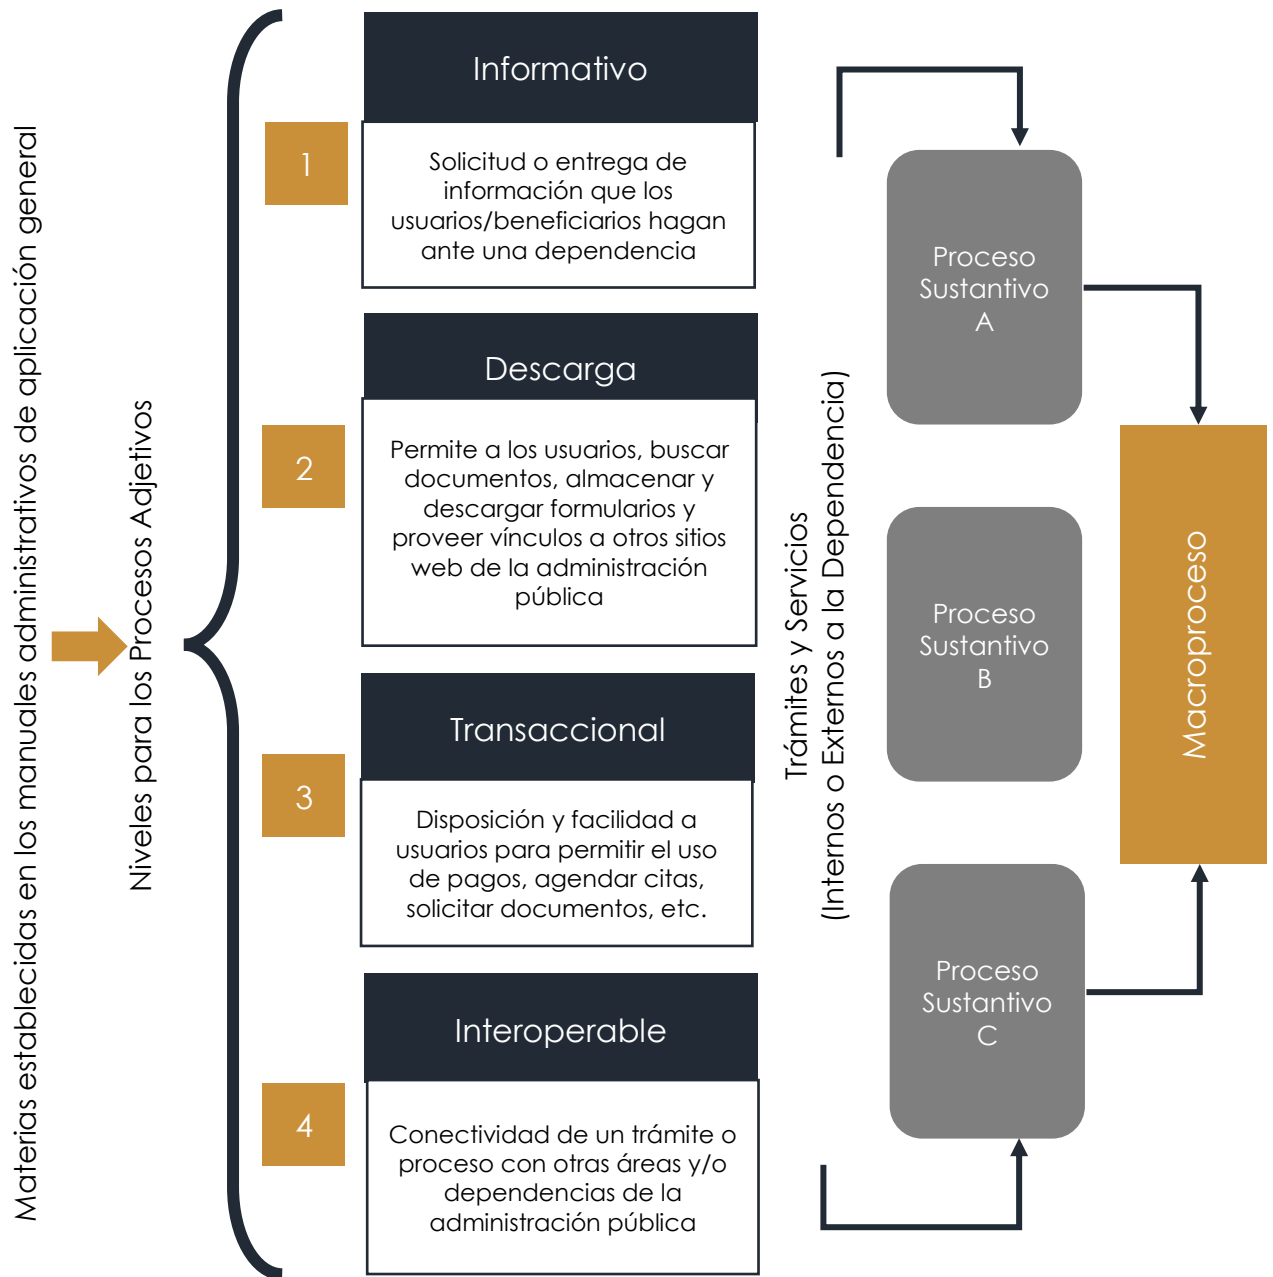 Materias establecidas en los manuales administrativos de aplicación general
Niveles para los Procesos Adjetivos
1
Informativo
Solicitud o entrega de
información que los
usuarios/beneficiarios hagan
ante una dependencia
2
Descarga
Permite a los usuarios, buscar
documentos, almacenar y
descargar formularios y
proveer vínculos a otros sitios
web de la administración
pública
3
Transaccional
Disposición y facilidad a
usuarios para permitir el uso
de pagos, agendar citas,
solicitar documentos, etc.
4
Interoperable
Conectividad de un trámite o
proceso con otras áreas y/o
dependencias de la
administración pública
Trámites y Servicios
(Internos o Externos a la Dependencia)
Proceso
Sustantivo
A
Proceso
Sustantivo
B
Proceso
Sustantivo
C
Macroproceso